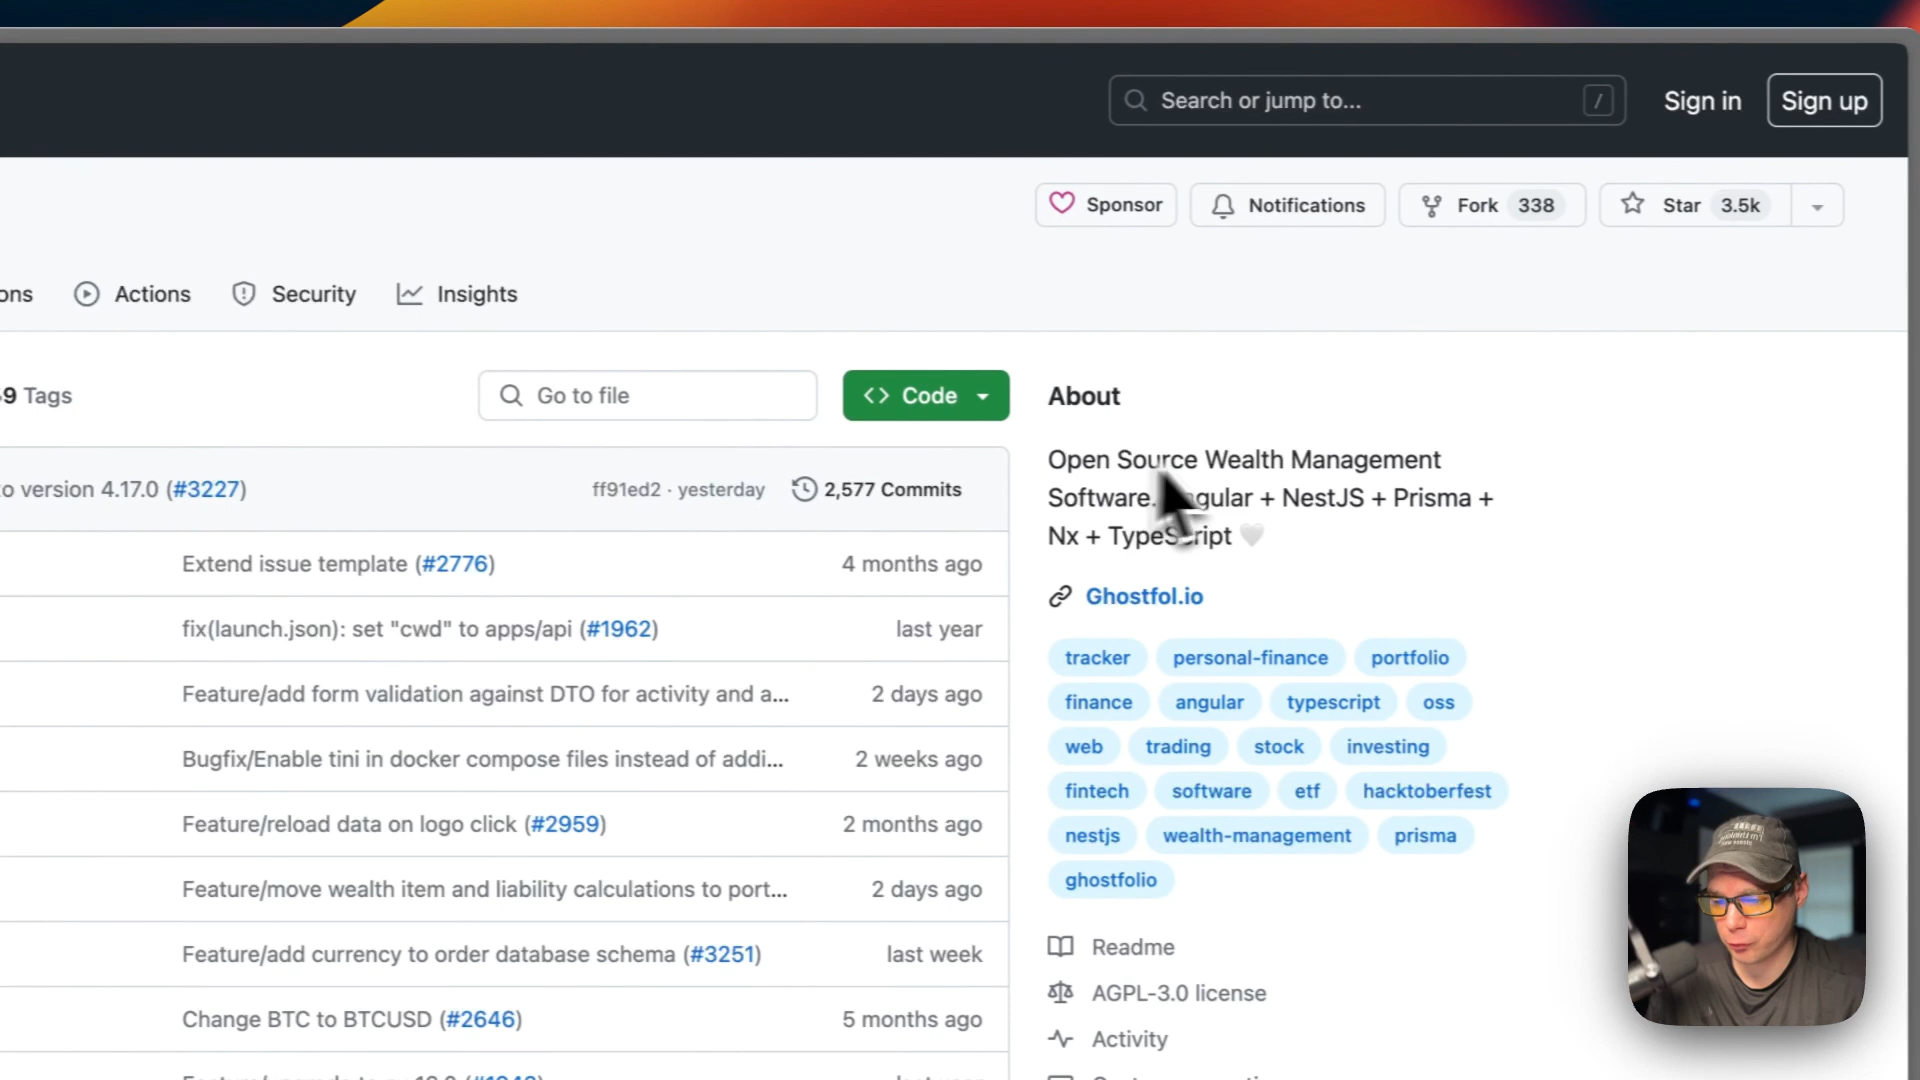 Search or jump to... /
Sign in
Sign up
Sponsor
Notifications
Fork 338
Star 3.5k
ons
Actions
Security
Insights
9 Tags
Go to file
Code
About
Open Source Wealth Management
Software. Angular + NestJS + Prisma +
Nx + TypeScript 🤍
Ghostfol.io
tracker personal-finance portfolio
finance angular typescript oss
web trading stock investing
fintech software etf hacktoberfest
nestjs wealth-management prisma
ghostfolio
Readme
AGPL-3.0 license
Activity
o version 4.17.0 (#3227)
ff91ed2 · yesterday
2,577 Commits
Extend issue template (#2776) 4 months ago
fix(launch.json): set "cwd" to apps/api (#1962) last year
Feature/add form validation against DTO for activity and a... 2 days ago
Bugfix/Enable tini in docker compose files instead of addi... 2 weeks ago
Feature/reload data on logo click (#2959) 2 months ago
Feature/move wealth item and liability calculations to port... 2 days ago
Feature/add currency to order database schema (#3251) last week
Change BTC to BTCUSD (#2646) 5 months ago